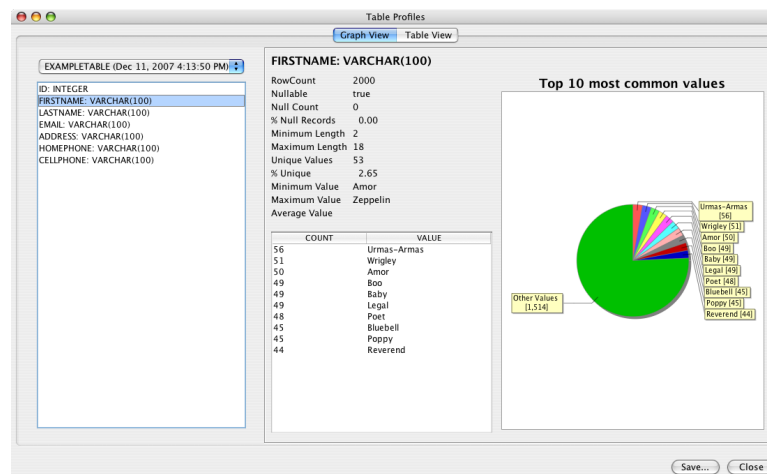 Table Profiles
Graph View Table View
EXAMPLETABLE (Dec 11, 2007 4:13:50 PM)
ID: INTEGER
FIRSTNAME: VARCHAR(100)
LASTNAME: VARCHAR(100)
EMAIL: VARCHAR(100)
ADDRESS: VARCHAR(100)
HOMEPHONE: VARCHAR(100)
CELLPHONE: VARCHAR(100)
FIRSTNAME: VARCHAR(100)
RowCount 2000
Nullable true
Null Count 0
% Null Records 0.00
Minimum Length 2
Maximum Length 18
Unique Values 53
% Unique 2.65
Minimum Value Amor
Maximum Value Zeppelin
Average Value
COUNT VALUE
56 Urmas-Armas
51 Wrigley
50 Amor
49 Boo
49 Baby
49 Legal
48 Poet
45 Bluebell
45 Poppy
44 Reverend
Top 10 most common values
Urmas-Armas
[56]
Wrigley [51]
Amor [50]
Boo [49]
Baby [49]
Legal [49]
Poet [48]
Bluebell [45]
Poppy [45]
Reverend [44]
Other Values
[1,514]
Save... Close